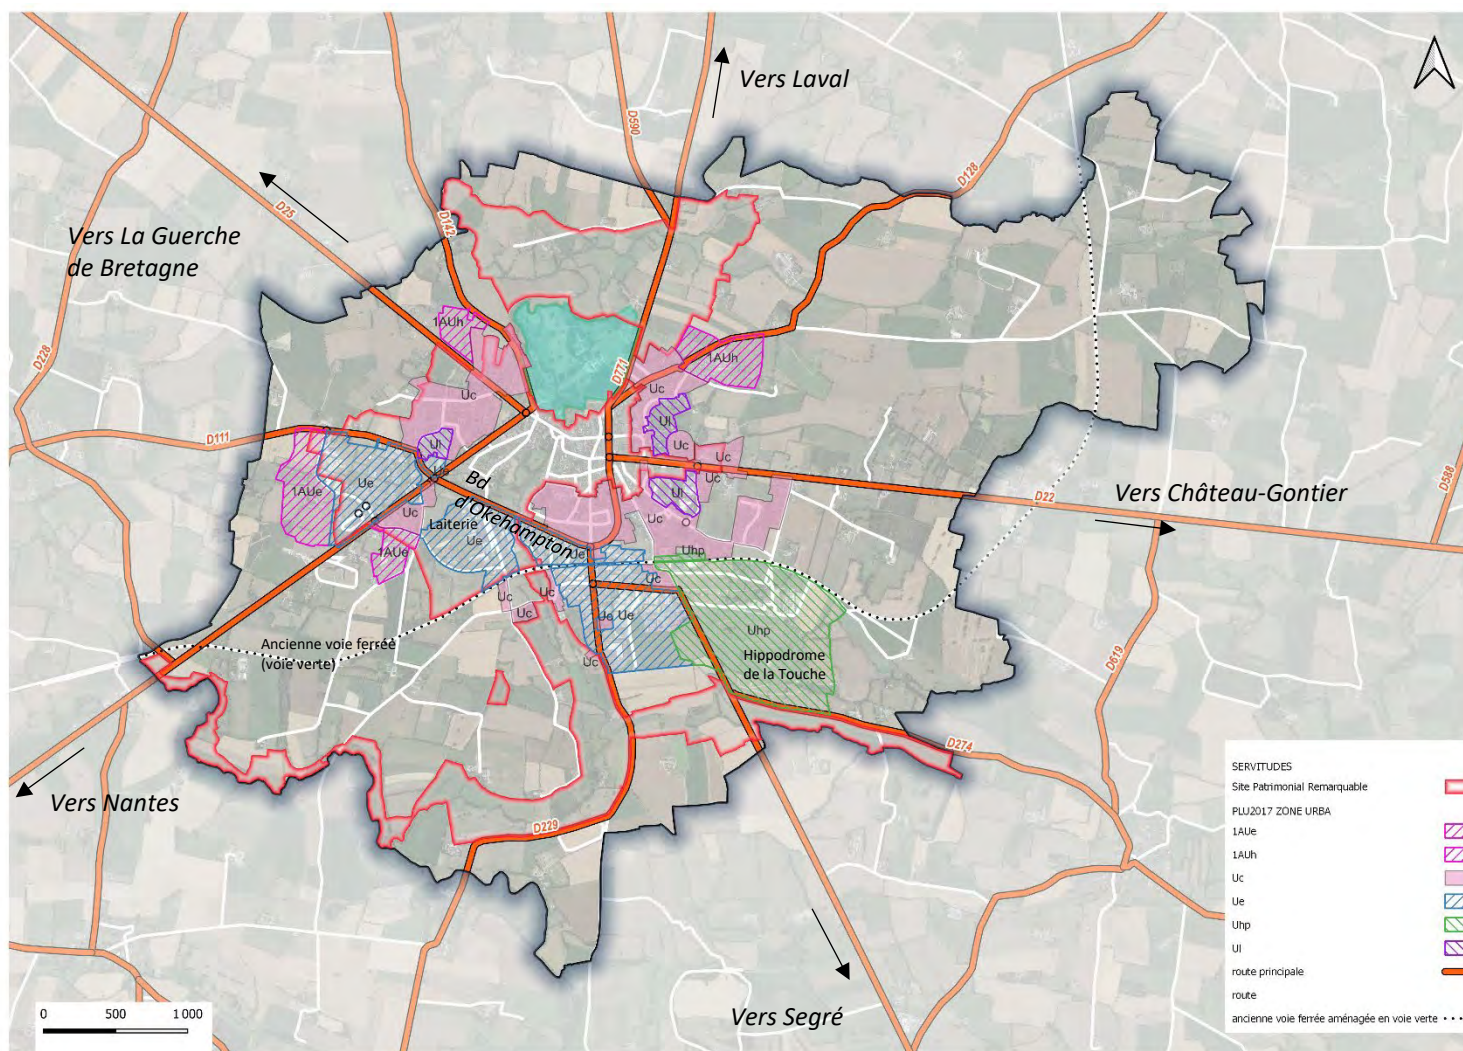 Vers Laval
D590
D128
D25
D142
Vers La Guerche
de Bretagne
D228
1AUh
D771
1AUh
Uc
Uc
Ul
Ul
D111
Uc
Uc
Uc
Ue
Ue
Bd
d'Okehampton
1AUe
Ul
D22
Vers Château-Gontier
D588
Uc
Laiterie
Ue
Uc
Uc
Uhp
1AUe
Ue
Uc
Uc
Uc
Uc
Ue
Ue
Uhp
Hippodrome
de la Touche
Ancienne voie ferrée
(voie verte)
Uc
D619
D274
Vers Nantes
D229
Vers Segré
0 500 1 000
SERVITUDES
Site Patrimonial Remarquable
PLU2017 ZONE URBA
1AUe
1AUh
Uc
Ue
Uhp
Ul
route principale
route
ancienne voie ferrée aménagée en voie verte